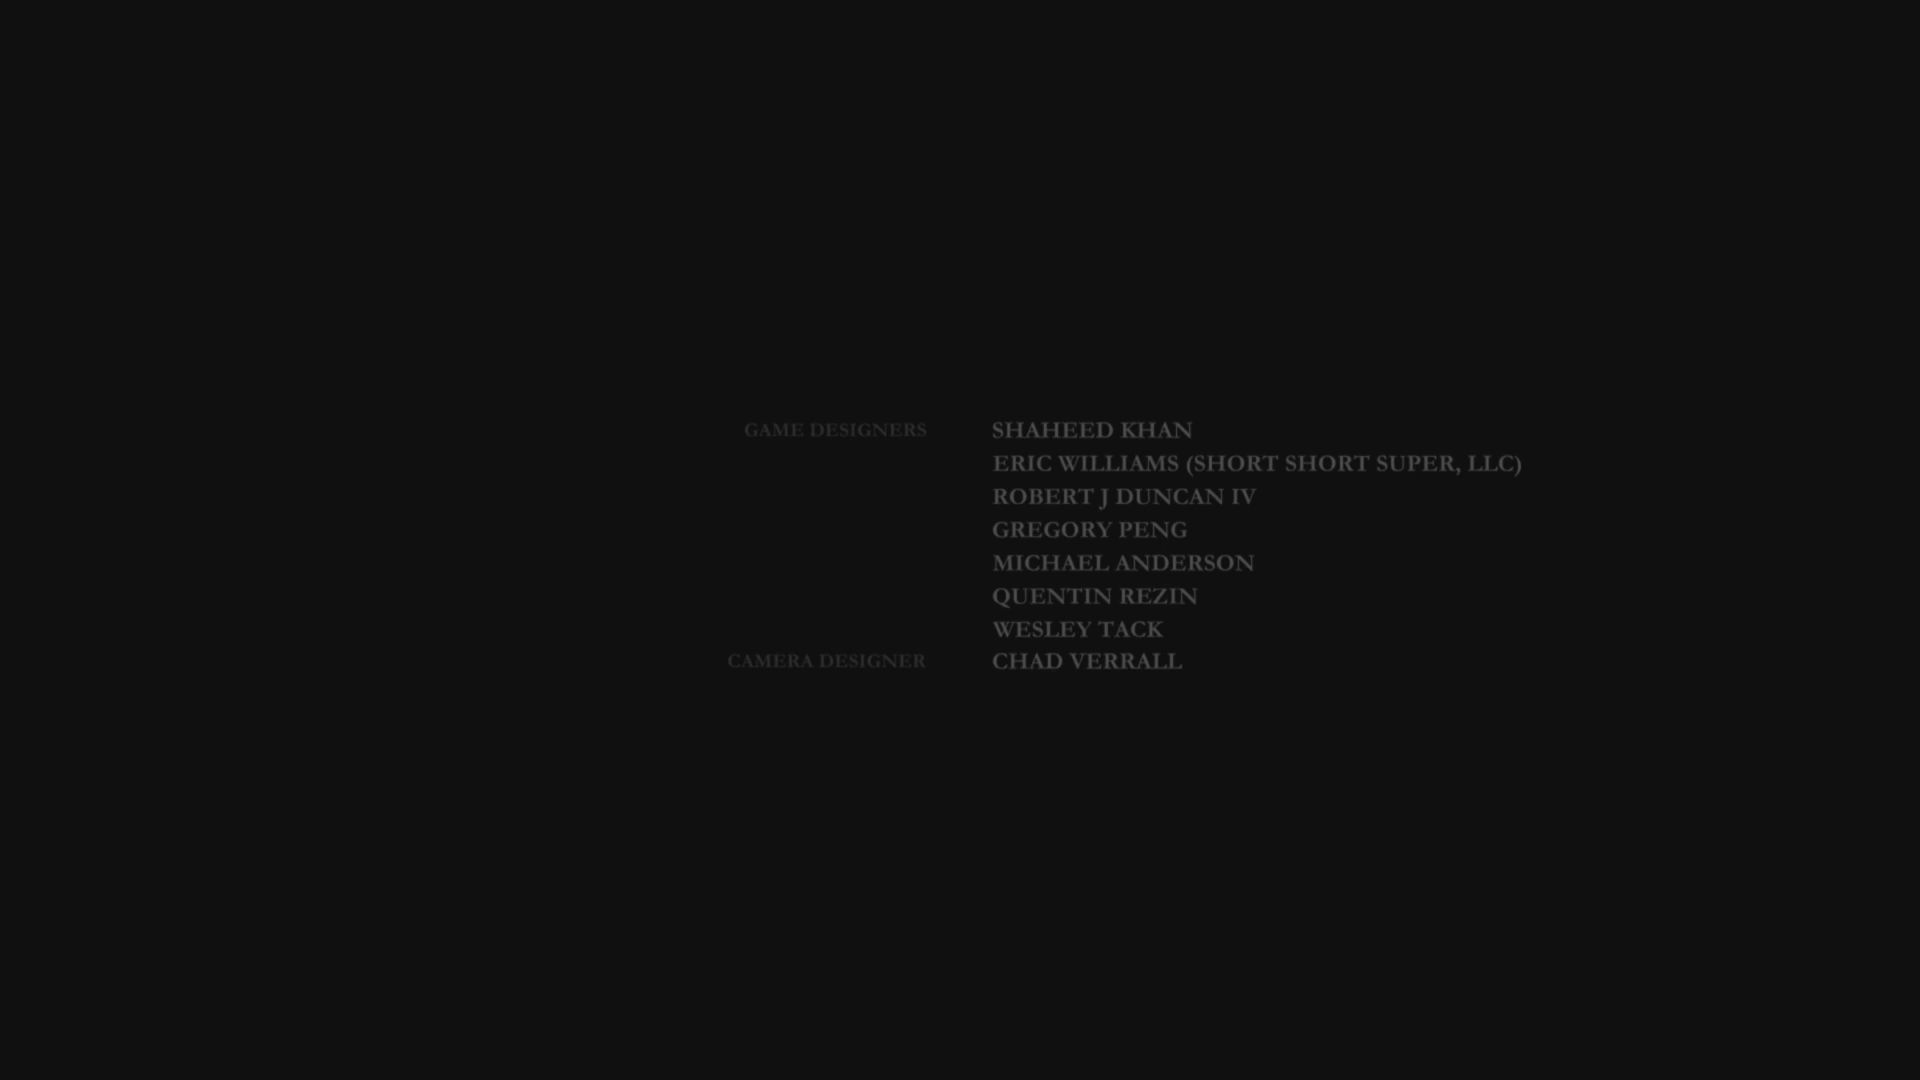 GAME DESIGNERS SHAHEED KHAN
ERIC WILLIAMS (SHORT SHORT SUPER, LLC)
ROBERT J DUNCAN IV
GREGORY PENG
MICHAEL ANDERSON
QUENTIN REZIN
WESLEY TACK
CAMERA DESIGNER CHAD VERRALL